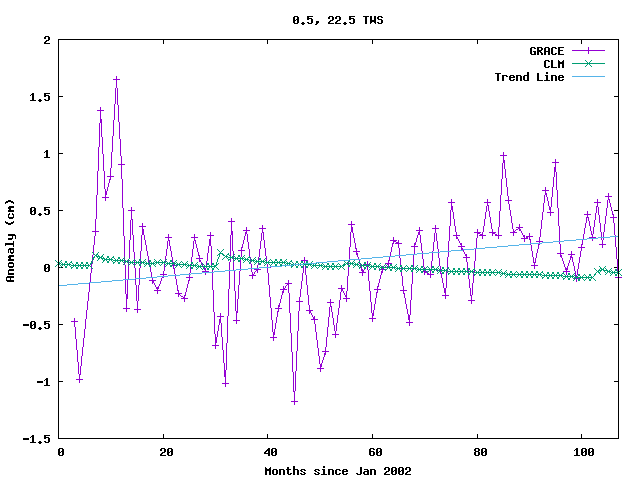 0.5, 22.5 TWS
GRACE
CLM
Trend Line
2
1.5
1
0.5
0
-0.5
-1
-1.5
Anomaly (cm)
0 20 40 60 80 100
Months since Jan 2002